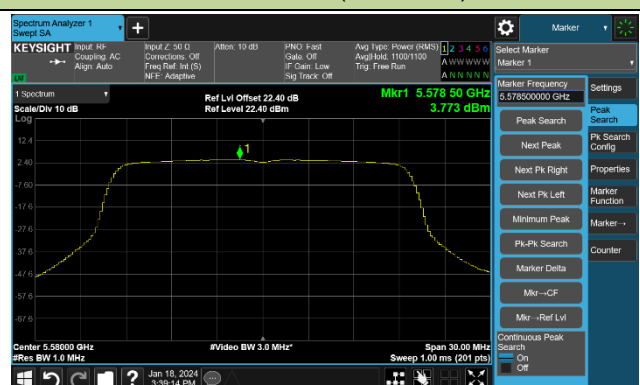 Spectrum Analyzer 1
Swept SA
Marker
KEYSIGHT
Input: RF
Coupling: AC
Align: Auto
Input Z: 50 Ω
Corrections: Off
Freq Ref: Int (S)
NFE: Adaptive
Atten: 10 dB
PNO: Fast
Gate: Off
IF Gain: Low
Sig Track: Off
Avg Type: Power (RMS)
Avg|Hold: 1100/1100
Trig: Free Run
1 2 3 4 5 6
A W W W W W
A N N N N N
LXI
Select Marker
Marker 1
1 Spectrum
Scale/Div 10 dB
Log
Ref Lvl Offset 22.40 dB
Ref Level 22.40 dBm
Mkr1 5.578 50 GHz
3.773 dBm
12.4
2.40
-7.60
-17.6
-27.6
-37.6
-47.6
-57.6
-67.6
1
Center 5.58000 GHz
#Res BW 1.0 MHz
#Video BW 3.0 MHz*
Span 30.00 MHz
Sweep 1.00 ms (201 pts)
Marker Frequency
5.578500000 GHz
Peak Search
Next Peak
Next Pk Right
Next Pk Left
Minimum Peak
Pk-Pk Search
Marker Delta
Mkr→CF
Mkr→Ref Lvl
Continuous Peak
Search
On
Off
Settings
Peak
Search
Pk Search
Config
Properties
Marker
Function
Marker→
Counter
Jan 18, 2024
3:39:14 PM